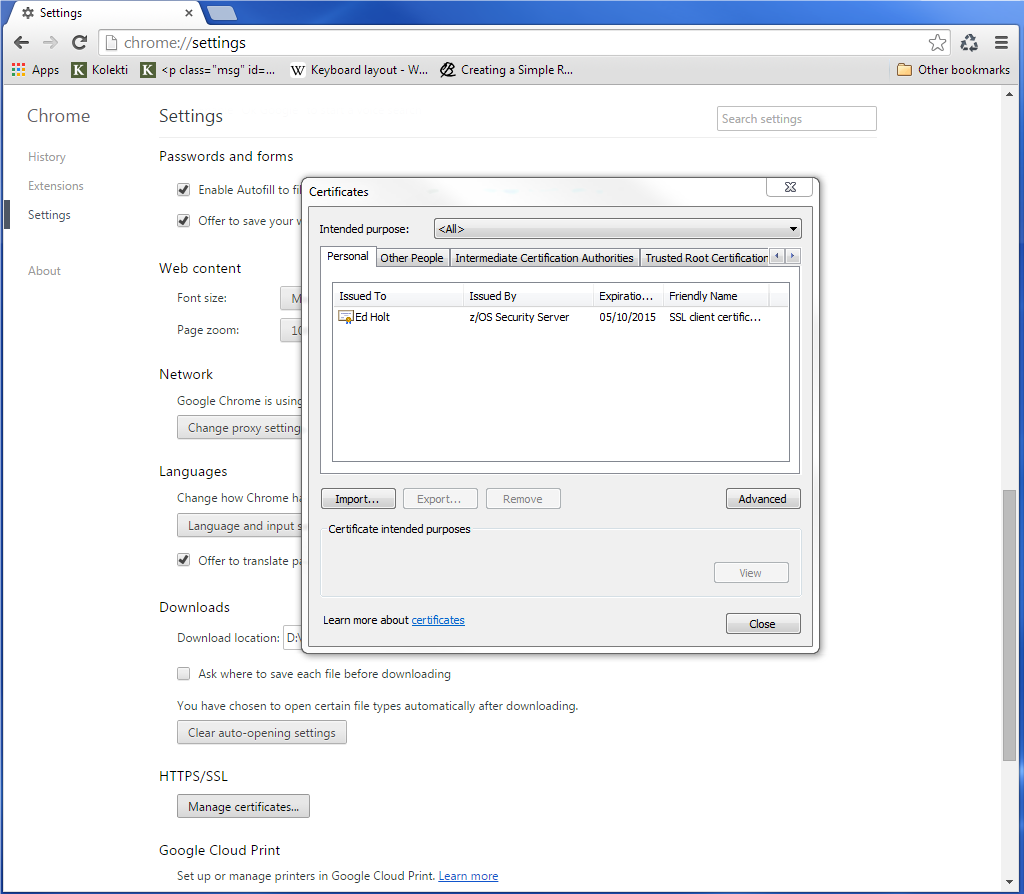 Settings
chrome://settings
Apps Kolekti <p class="msg" id=... Keyboard layout - W... Creating a Simple R... Other bookmarks
Chrome
History
Extensions
Settings
About
Settings
Search settings
Passwords and forms
Enable Autofill to fil
Offer to save your w
Web content
Font size:
Page zoom: 10
Network
Google Chrome is using
Change proxy setting
Languages
Change how Chrome ha
Language and input s
Offer to translate pa
Downloads
Download location: D:\
Ask where to save each file before downloading
You have chosen to open certain file types automatically after downloading.
Clear auto-opening settings
HTTPS/SSL
Manage certificates...
Google Cloud Print
Set up or manage printers in Google Cloud Print. Learn more
Certificates
Intended purpose: <All>
Personal Other People Intermediate Certification Authorities Trusted Root Certification
Issued To Issued By Expiratio... Friendly Name
Ed Holt z/OS Security Server 05/10/2015 SSL client certific...
Import... Export... Remove Advanced
Certificate intended purposes
View
Learn more about certificates
Close